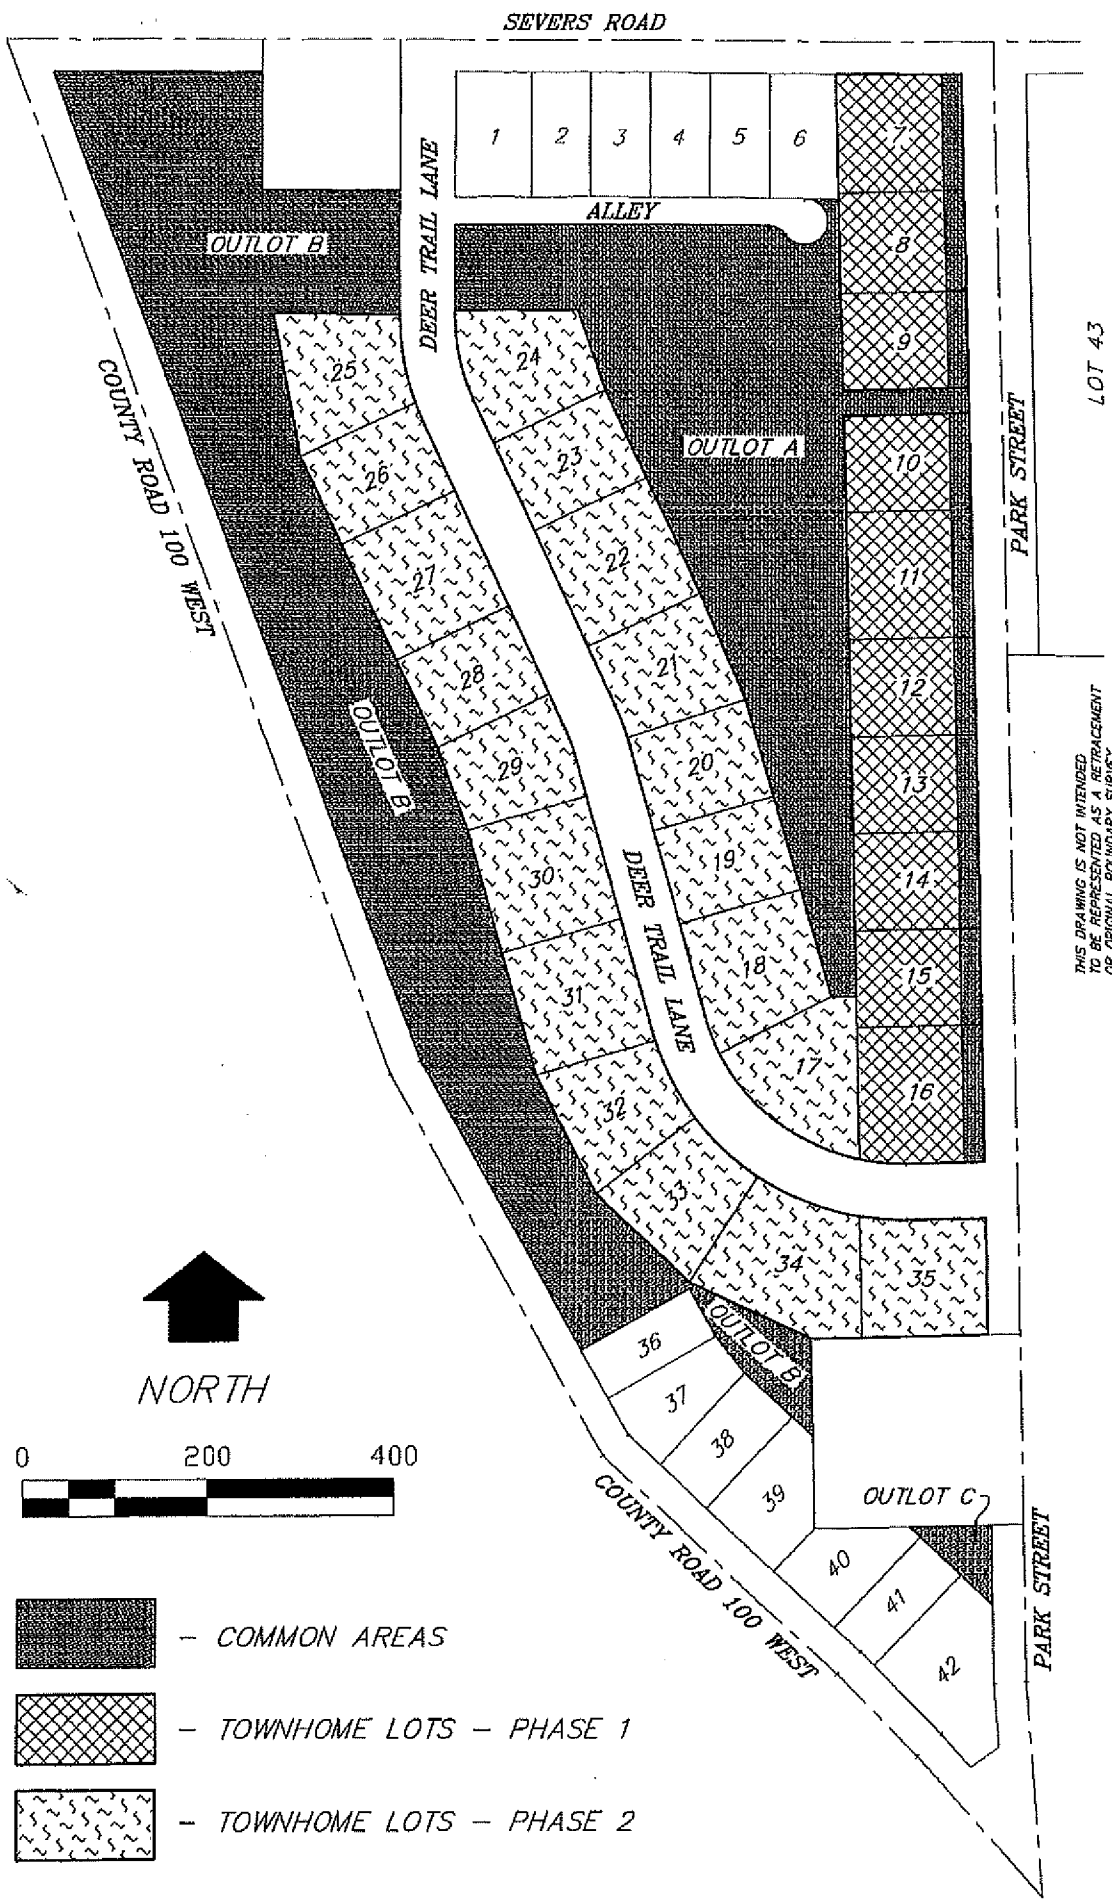 SEVERS ROAD
1
2
3
4
5
6
7
ALLEY
DEER TRAIL LANE
OUTLOT B
8
9
LOT 43
25
24
COUNTY ROAD 100 WEST
OUTLOT A
23
26
10
PARK STREET
22
27
11
21
28
12
OUTLOT B
29
20
13
THIS DRAWING IS NOT INTENDED
TO BE REPRESENTED AS A RETRACEMENT
OR ORIGINAL BOUNDARY SURVEY
30
DEER TRAIL LANE
19
14
31
18
15
17
32
16
33
34
35
36
OUTLOT B
37
38
39
NORTH
0 200 400
COUNTY ROAD 100 WEST
OUTLOT C
40
41
42
PARK STREET
- COMMON AREAS
- TOWNHOME LOTS - PHASE 1
- TOWNHOME LOTS - PHASE 2